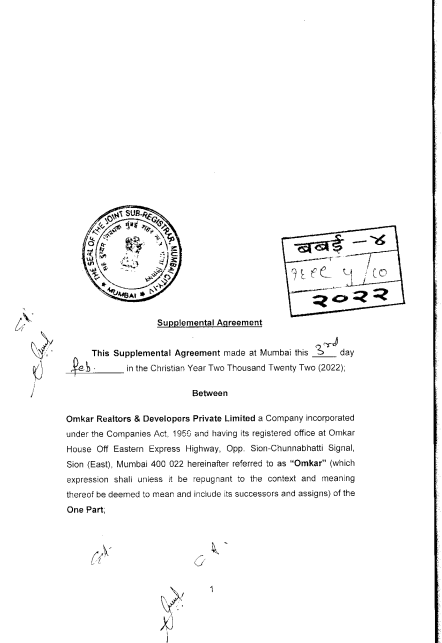 THE SEAL OF THE JOINT SUB-REGISTRAR, MUMBAI CITY-IV
* MUMBAI *
बबई - ४
५ / १०
२०२२
Supplemental Agreement
This Supplemental Agreement made at Mumbai this 3rd day
feb. in the Christian Year Two Thousand Twenty Two (2022);
Between
Omkar Realtors & Developers Private Limited a Company incorporated
under the Companies Act, 1956 and having its registered office at Omkar
House Off Eastern Express Highway, Opp. Sion-Chunnabhatti Signal,
Sion (East), Mumbai 400 022 hereinafter referred to as "Omkar" (which
expression shall unless it be repugnant to the context and meaning
thereof be deemed to mean and include its successors and assigns) of the
One Part;
1